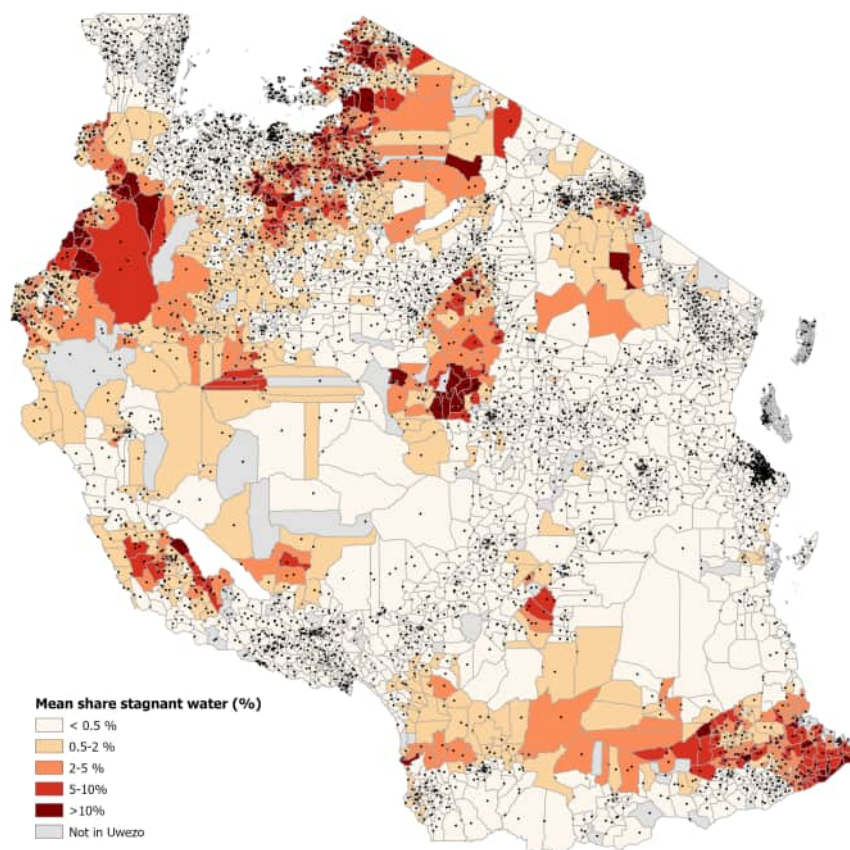 Mean share stagnant water (%)
< 0.5 %
0.5-2 %
2-5 %
5-10%
>10%
Not in Uwezo